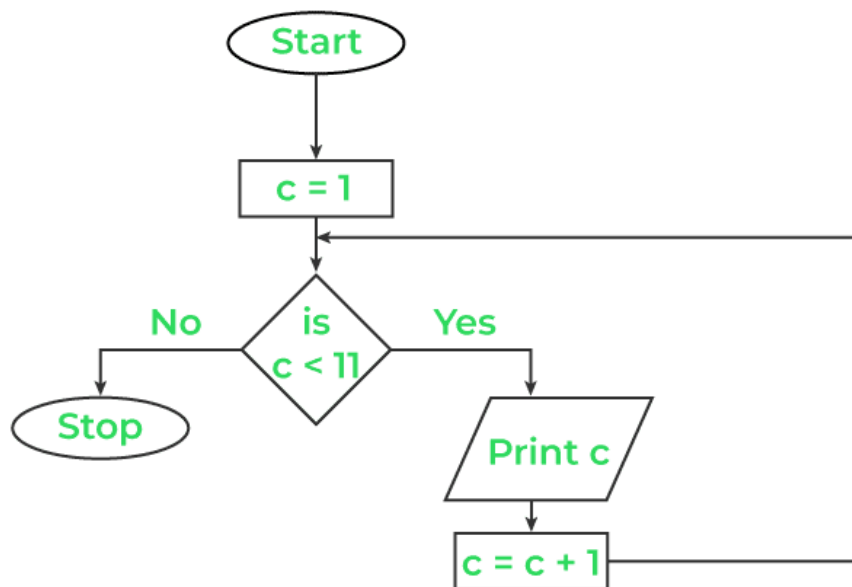 Start
c = 1
No
is
c < 11
Yes
Stop
Print c
c = c + 1